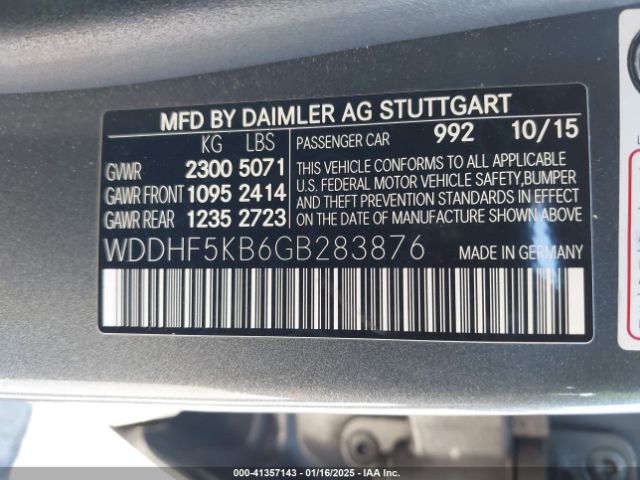 MFD BY DAIMLER AG STUTTGART
KG LBS PASSENGER CAR 992 10/15
GVWR 2300 5071
GAWR FRONT 1095 2414
GAWR REAR 1235 2723
THIS VEHICLE CONFORMS TO ALL APPLICABLE
U.S. FEDERAL MOTOR VEHICLE SAFETY,BUMPER
AND THEFT PREVENTION STANDARDS IN EFFECT
ON THE DATE OF MANUFACTURE SHOWN ABOVE
WDDHF5KB6GB283876 MADE IN GERMANY
000-41357143 - 01/16/2025 - IAA LLC